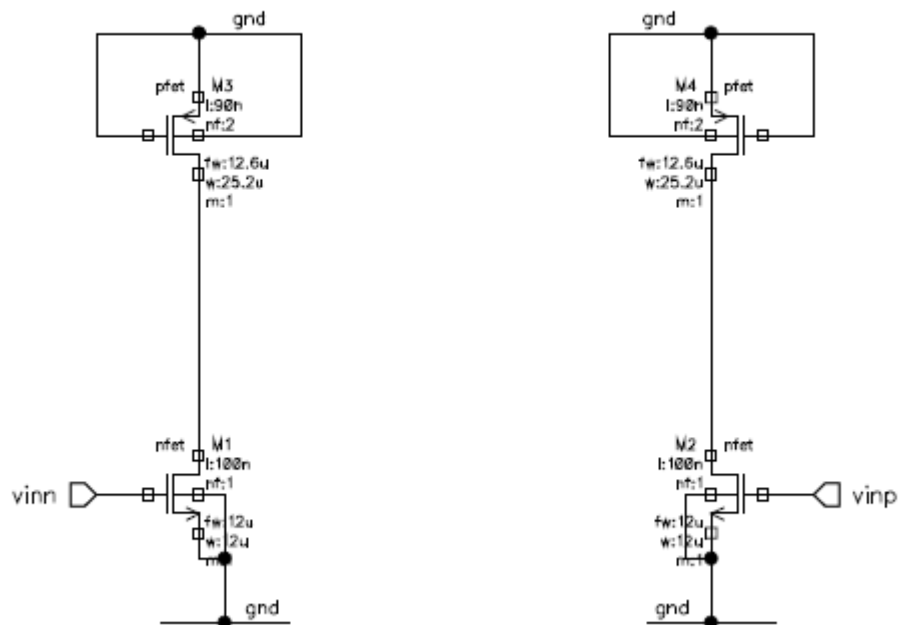 gnd
gnd
pfet M3
l:90n
nf:2
fw:12.6u
w:25.2u
m:1
M4 pfet
l:90n
nf:2
fw:12.6u
w:25.2u
m:1
nfet M1
l:100n
nf:1
vinn
fw:12u
w:12u
gnd
M2 nfet
l:100n
nf:1
vinp
fw:12u
w:12u
m:1
gnd